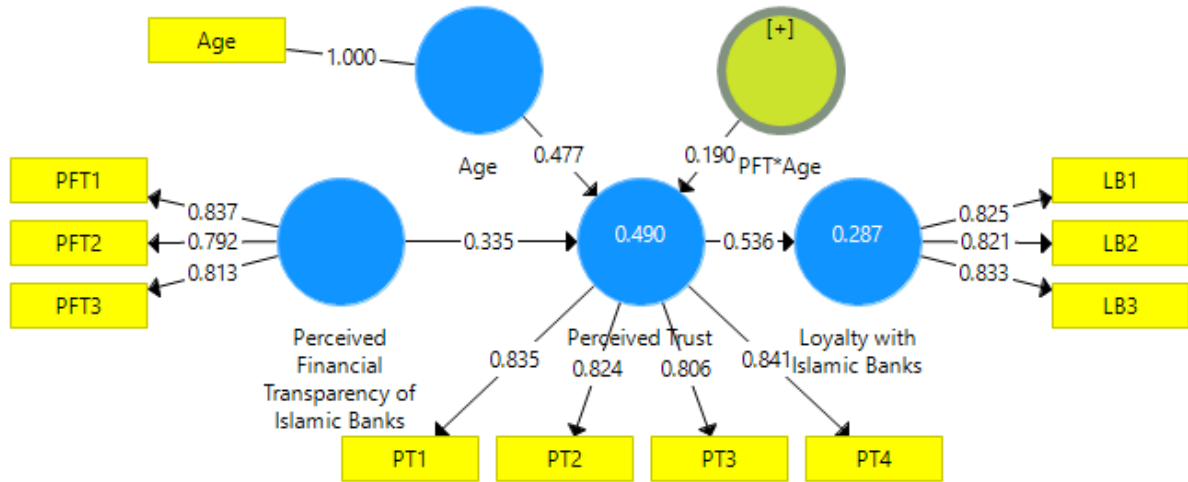 Age
1.000
[+]
Age
0.477
0.190
PFT*Age
PFT1
PFT2
PFT3
0.837
0.792
0.813
0.335
0.490
0.536
0.287
0.825
0.821
0.833
LB1
LB2
LB3
Perceived
Financial
Transparency of
Islamic Banks
Perceived Trust
Loyalty with
Islamic Banks
0.835
0.824
0.806
0.841
PT1
PT2
PT3
PT4